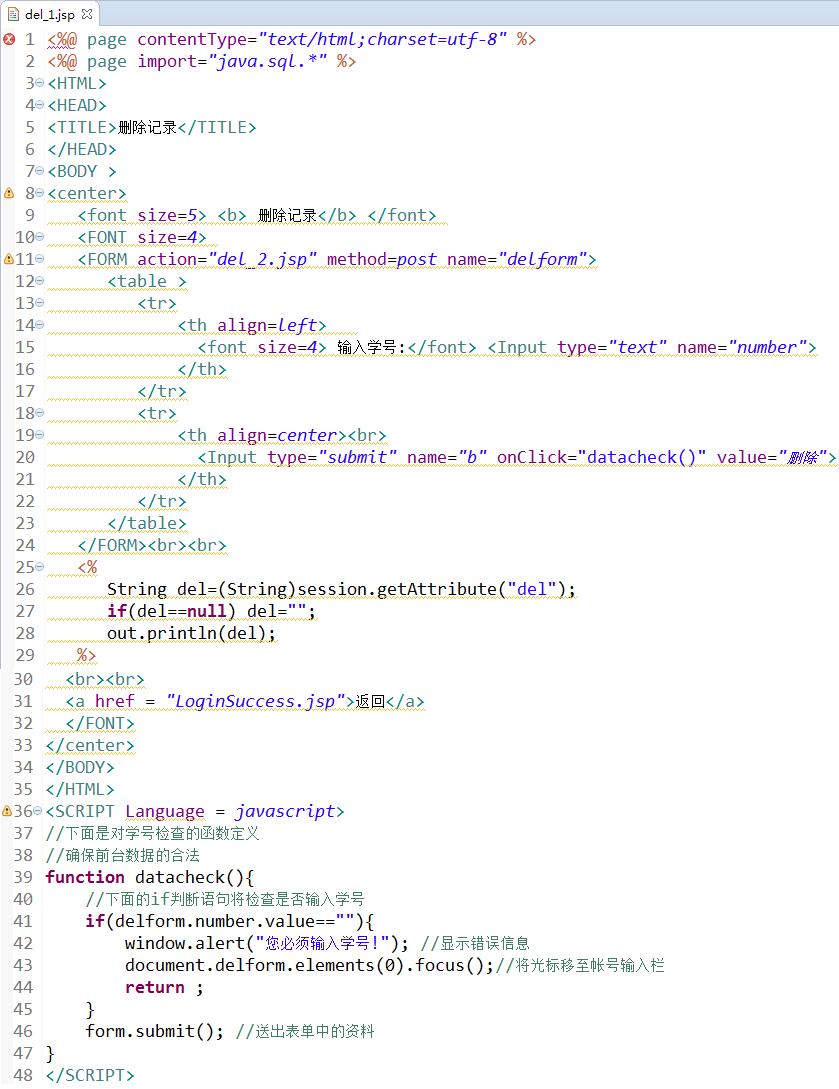 del_1.jsp
1 <%@ page contentType="text/html;charset=utf-8" %>
2 <%@ page import="java.sql.*" %>
3 <HTML>
4 <HEAD>
5 <TITLE>删除记录</TITLE>
6 </HEAD>
7 <BODY >
8 <center>
9 <font size=5> <b> 删除记录</b> </font>
10 <FONT size=4>
11 <FORM action="del_2.jsp" method=post name="delform">
12 <table >
13 <tr>
14 <th align=left>
15 <font size=4> 输入学号:</font> <Input type="text" name="number">
16 </th>
17 </tr>
18 <tr>
19 <th align=center><br>
20 <Input type="submit" name="b" onClick="datacheck()" value="删除">
21 </th>
22 </tr>
23 </table>
24 </FORM><br><br>
25 <%
26 String del=(String)session.getAttribute("del");
27 if(del==null) del="";
28 out.println(del);
29 %>
30 <br><br>
31 <a href = "LoginSuccess.jsp">返回</a>
32 </FONT>
33 </center>
34 </BODY>
35 </HTML>
36 <SCRIPT Language = javascript>
37 //下面是对学号检查的函数定义
38 //确保前台数据的合法
39 function datacheck(){
40 //下面的if判断语句将检查是否输入学号
41 if(delform.number.value==""){
42 window.alert("您必须输入学号!"); //显示错误信息
43 document.delform.elements(0).focus();//将光标移至帐号输入栏
44 return ;
45 }
46 form.submit(); //送出表单中的资料
47 }
48 </SCRIPT>